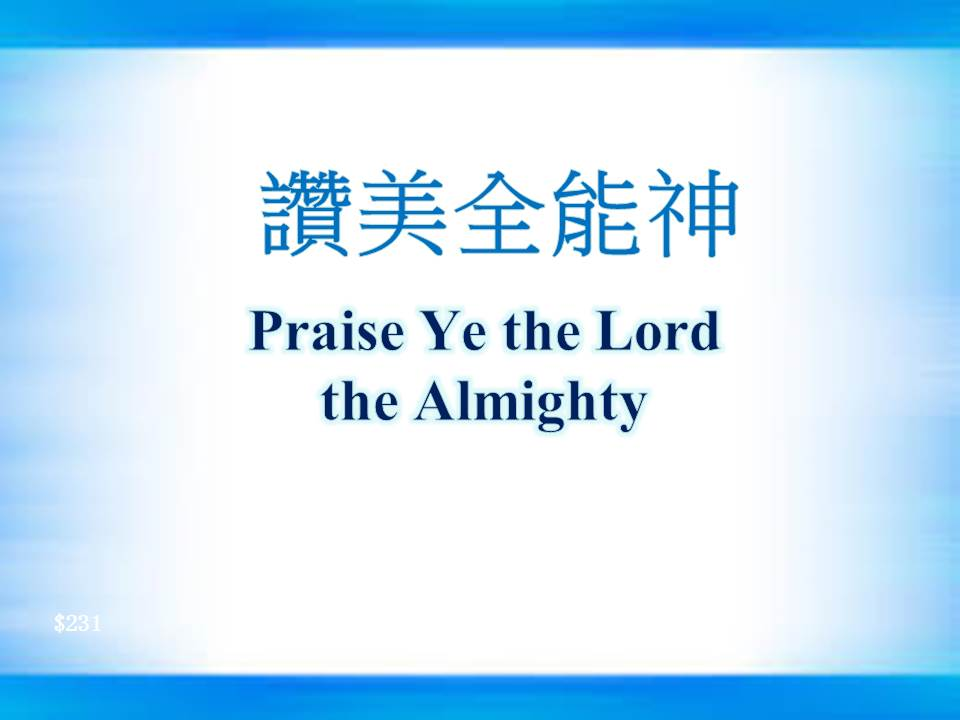 讚美全能神
Praise Ye the Lord
the Almighty
$231